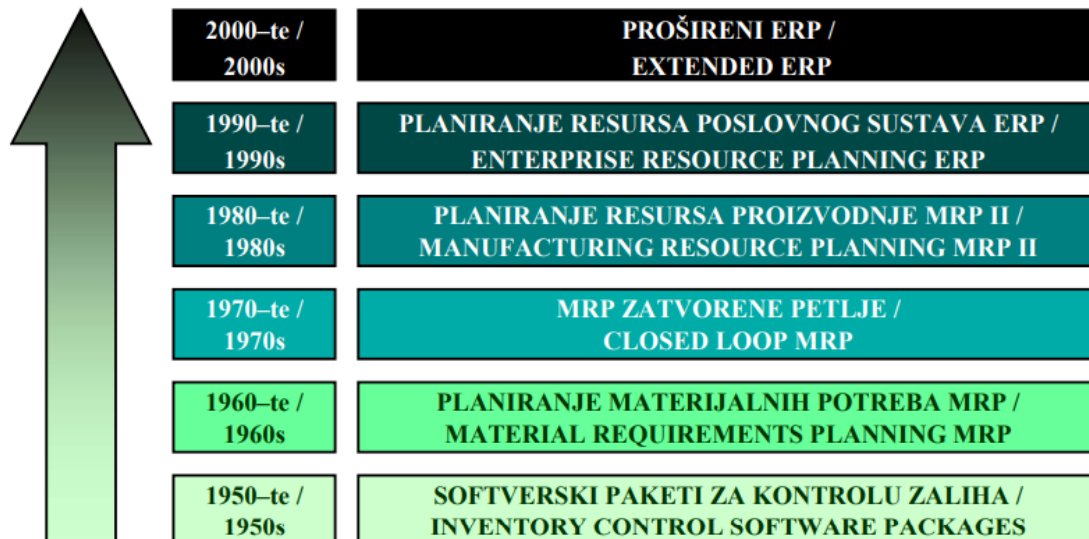 2000–te /
2000s
PROŠIRENI ERP /
EXTENDED ERP
1990–te /
1990s
PLANIRANJE RESURSA POSLOVNOG SUSTAVA ERP /
ENTERPRISE RESOURCE PLANNING ERP
1980–te /
1980s
PLANIRANJE RESURSA PROIZVODNJE MRP II /
MANUFACTURING RESOURCE PLANNING MRP II
1970–te /
1970s
MRP ZATVORENE PETLJE /
CLOSED LOOP MRP
1960–te /
1960s
PLANIRANJE MATERIJALNIH POTREBA MRP /
MATERIAL REQUIREMENTS PLANNING MRP
1950–te /
1950s
SOFTVERSKI PAKETI ZA KONTROLU ZALIHA /
INVENTORY CONTROL SOFTWARE PACKAGES